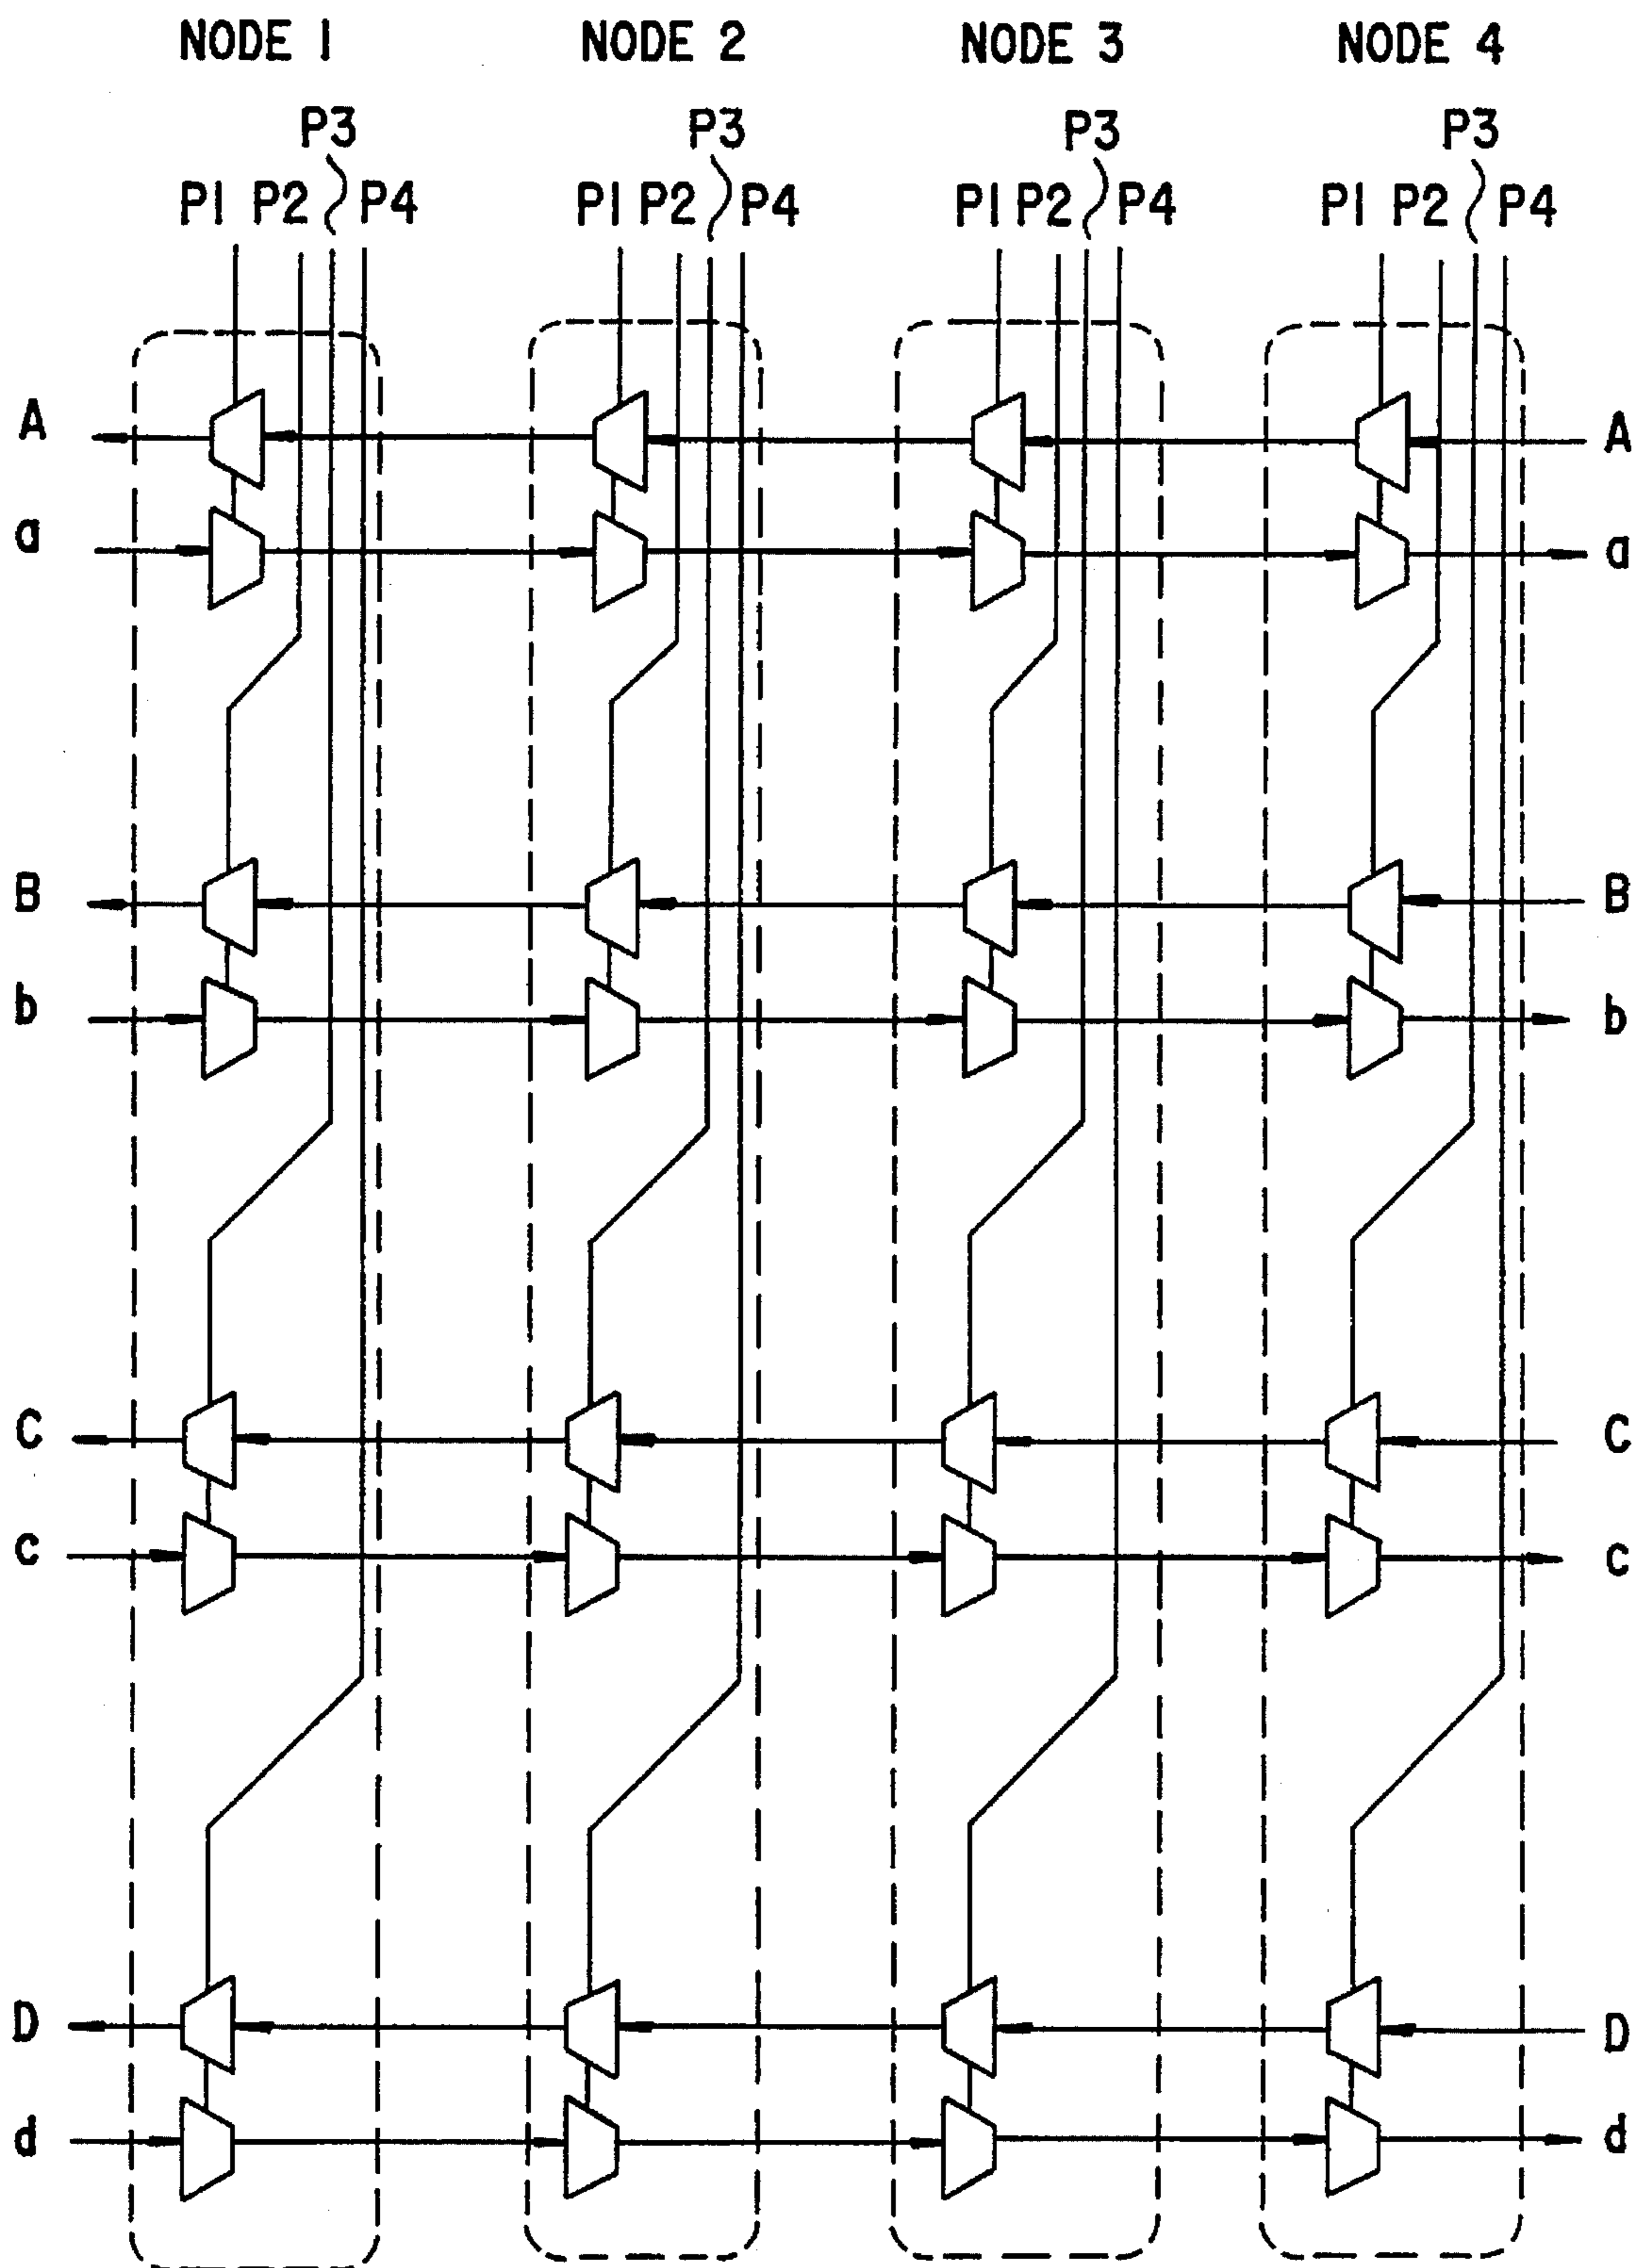 NODE 1 NODE 2 NODE 3 NODE 4
P3 P3 P3 P3
P1 P2 P4 P1 P2 P4 P1 P2 P4 P1 P2 P4
A A
a a
B B
b b
C C
c c
D D
d d